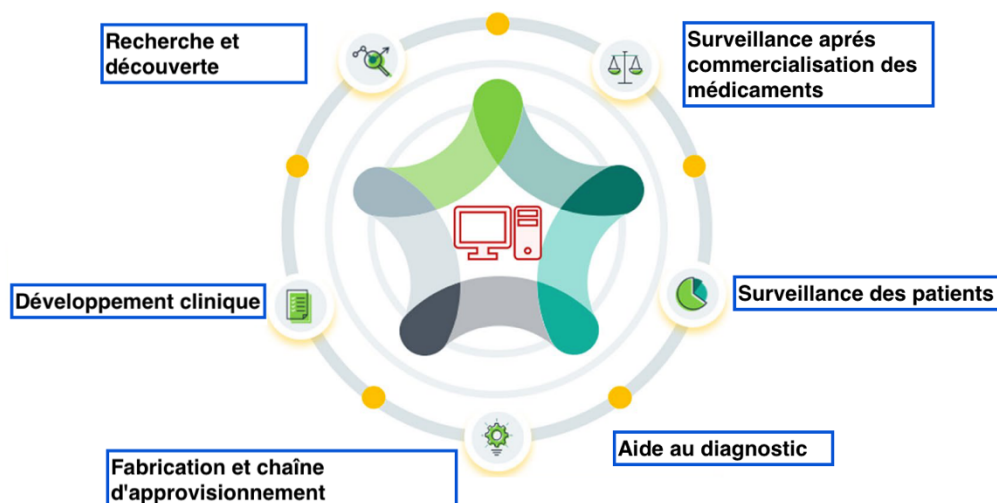 Recherche et
découverte
Surveillance aprés
commercialisation des
médicaments
Développement clinique
Surveillance des patients
Aide au diagnostic
Fabrication et chaîne
d'approvisionnement